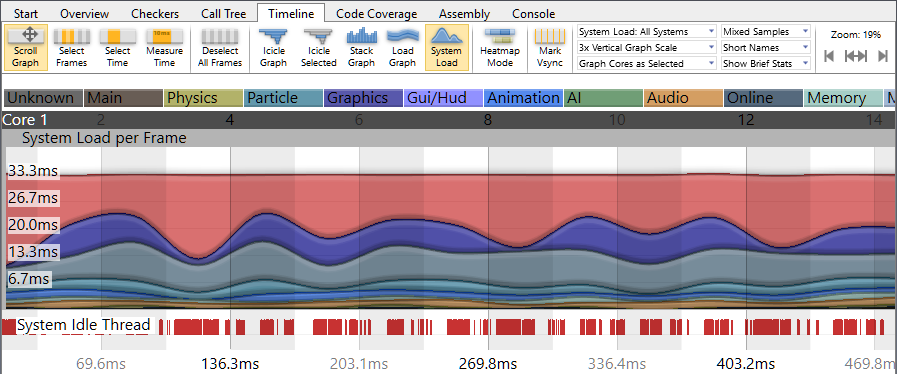 Start Overview Checkers Call Tree Timeline Code Coverage Assembly Console
Scroll Graph Select Frames Select Time 10ms Measure Time Deselect All Frames Icicle Graph Icicle Selected Stack Graph Load Graph System Load Heatmap Mode Mark Vsync
System Load: All Systems Mixed Samples
3x Vertical Graph Scale Short Names
Graph Cores as Selected Show Brief Stats
Zoom: 19%
Unknown Main Physics Particle Graphics Gui/Hud Animation AI Audio Online Memory
Core 1 2 4 6 8 10 12 14
System Load per Frame
33.3ms
26.7ms
20.0ms
13.3ms
6.7ms
System Idle Thread
69.6ms 136.3ms 203.1ms 269.8ms 336.4ms 403.2ms 469.8ms